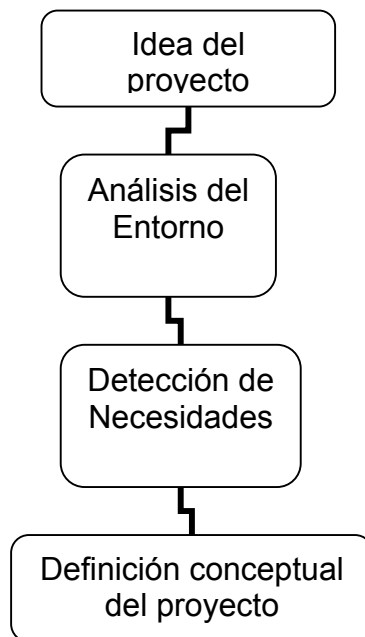 Idea del
proyecto
Análisis del
Entorno
Detección de
Necesidades
Definición conceptual
del proyecto